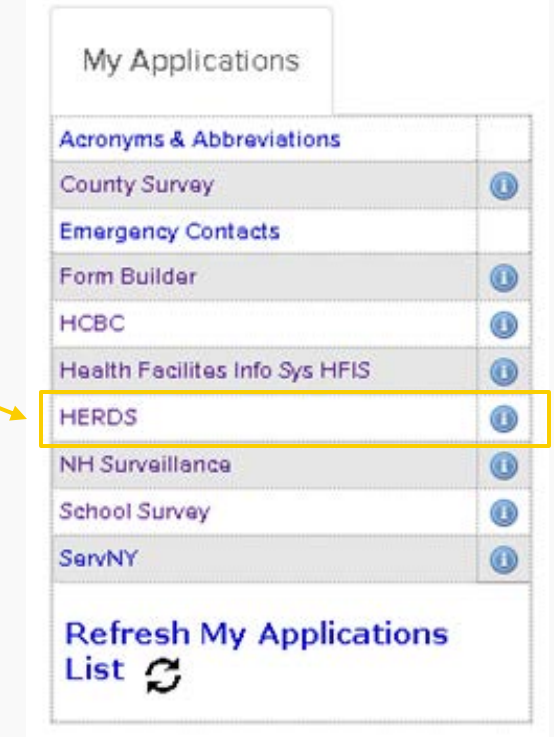 My Applications
Acronyms & Abbreviations
County Survey
Emergency Contacts
Form Builder
HCBC
Health Facilites Info Sys HFIS
HERDS
NH Surveillance
School Survey
ServNY
Refresh My Applications
List